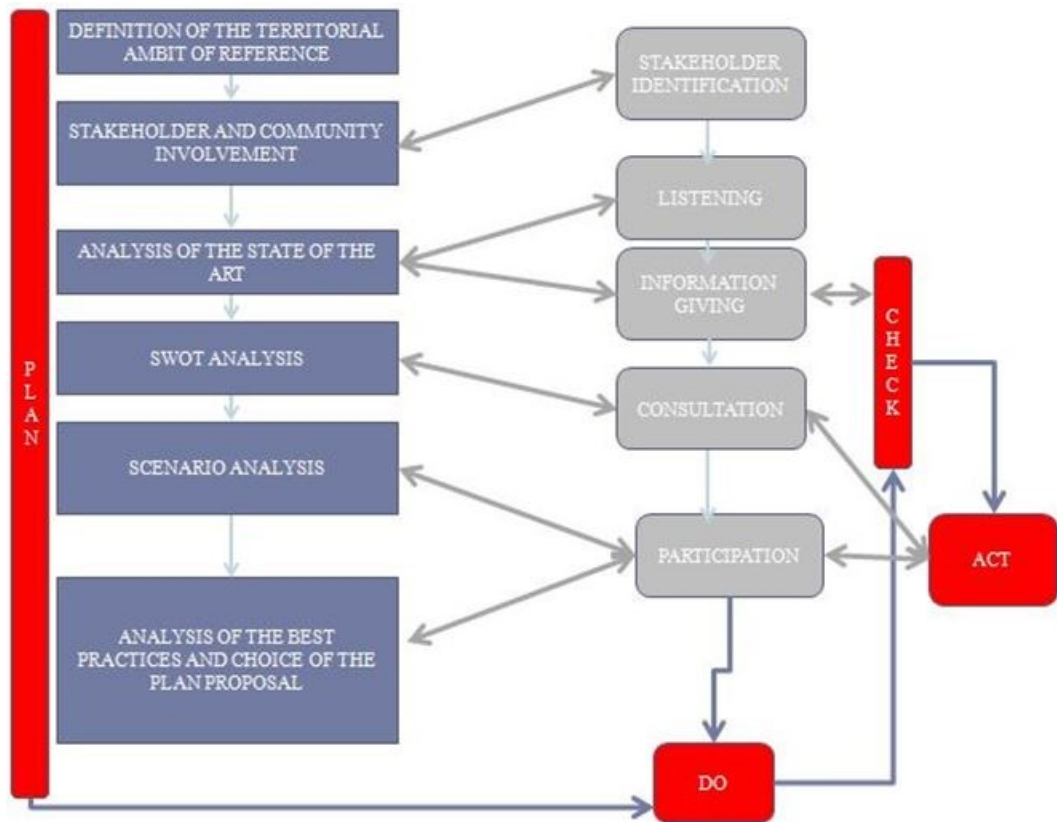 PLAN
DEFINITION OF THE TERRITORIAL
AMBIT OF REFERENCE
STAKEHOLDER AND COMMUNITY
INVOLVEMENT
ANALYSIS OF THE STATE OF THE
ART
SWOT ANALYSIS
SCENARIO ANALYSIS
ANALYSIS OF THE BEST
PRACTICES AND CHOICE OF THE
PLAN PROPOSAL
STAKEHOLDER
IDENTIFICATION
LISTENING
INFORMATION
GIVING
CONSULTATION
PARTICIPATION
DO
CHECK
ACT